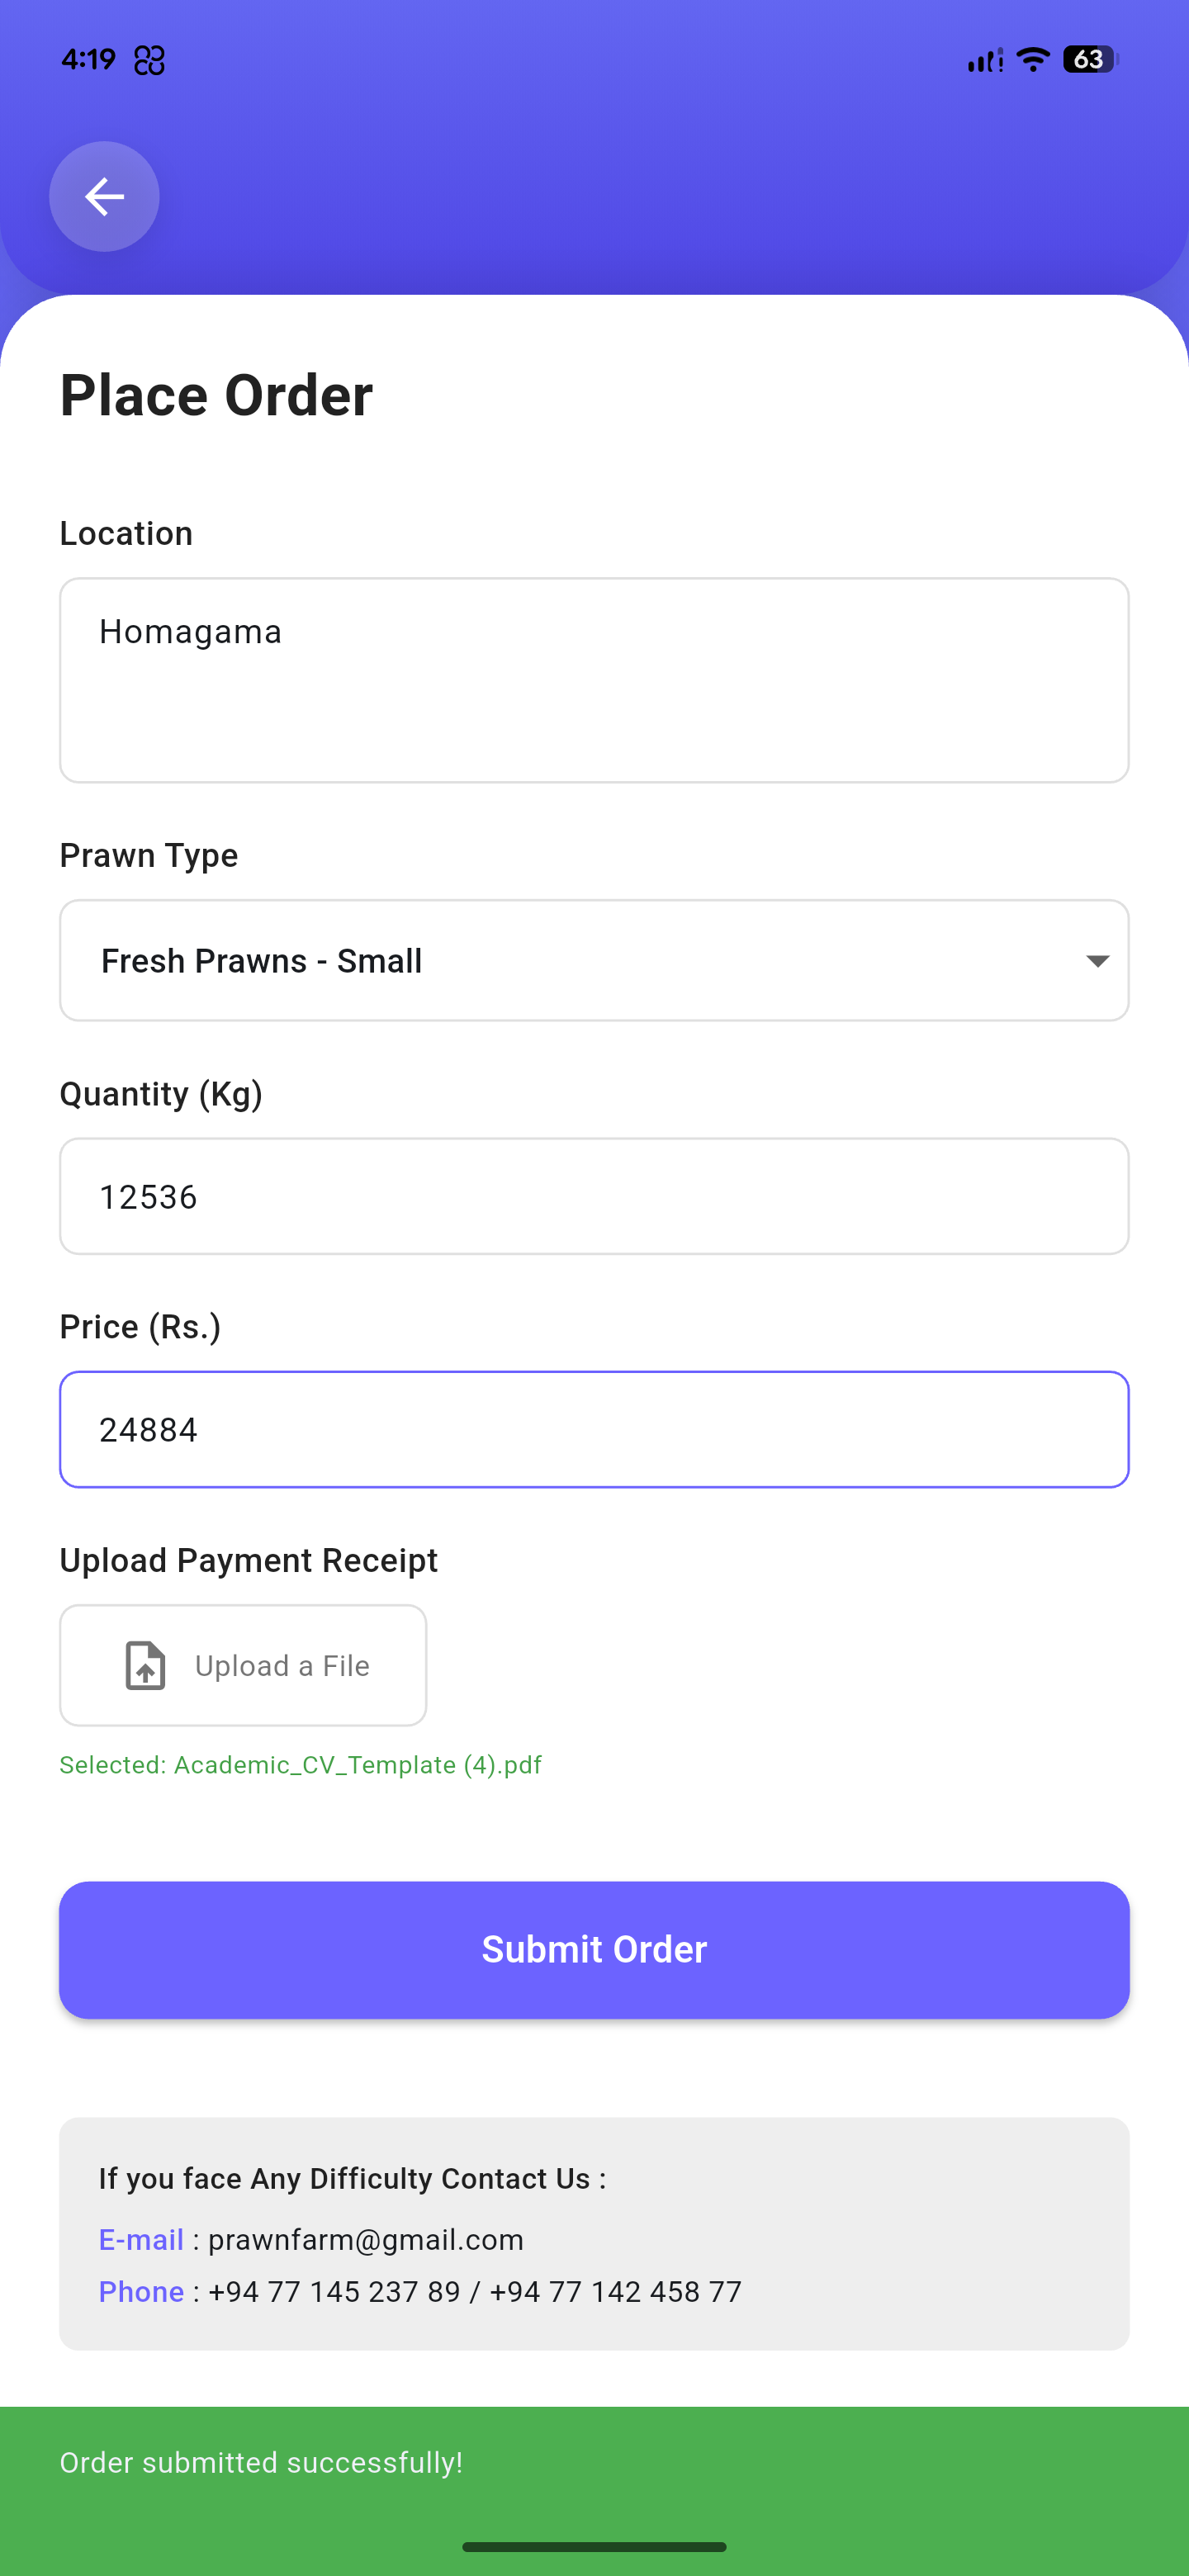 4:19
63
Place Order
Location
Homagama
Prawn Type
Fresh Prawns - Small
Quantity (Kg)
12536
Price (Rs.)
24884
Upload Payment Receipt
Upload a File
Selected: Academic_CV_Template (4).pdf
Submit Order
If you face Any Difficulty Contact Us :
E-mail : prawnfarm@gmail.com
Phone : +94 77 145 237 89 / +94 77 142 458 77
Order submitted successfully!